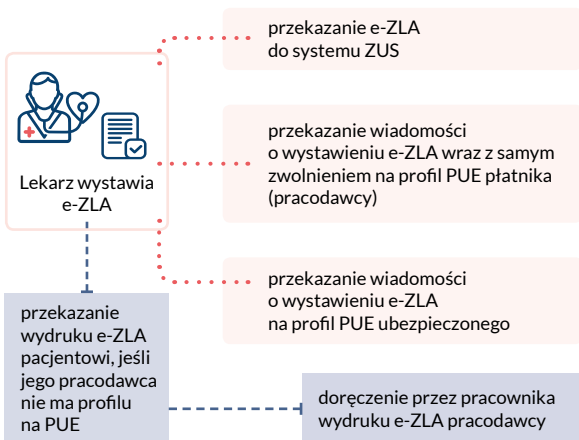 przekazanie e-ZLA
do systemu ZUS
Lekarz wystawia
e-ZLA
przekazanie wiadomości
o wystawieniu e-ZLA wraz z samym
zwolnieniem na profil PUE płatnika
(pracodawcy)
przekazanie wiadomości
o wystawieniu e-ZLA
na profil PUE ubezpieczonego
przekazanie
wydruku e-ZLA
pacjentowi, jeśli
jego pracodawca
nie ma profilu
na PUE
doręczenie przez pracownika
wydruku e-ZLA pracodawcy